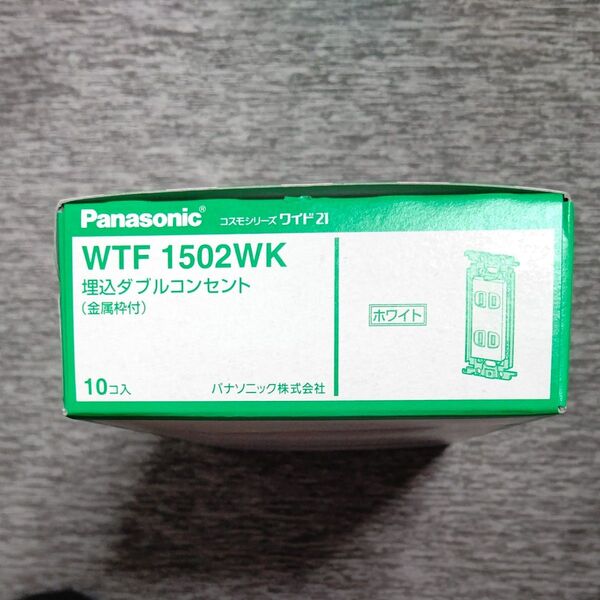 Panasonic® コスモシリーズ ワイド21
WTF 1502WK
埋込ダブルコンセント
(金属枠付)
ホワイト
10コ入
パナソニック株式会社